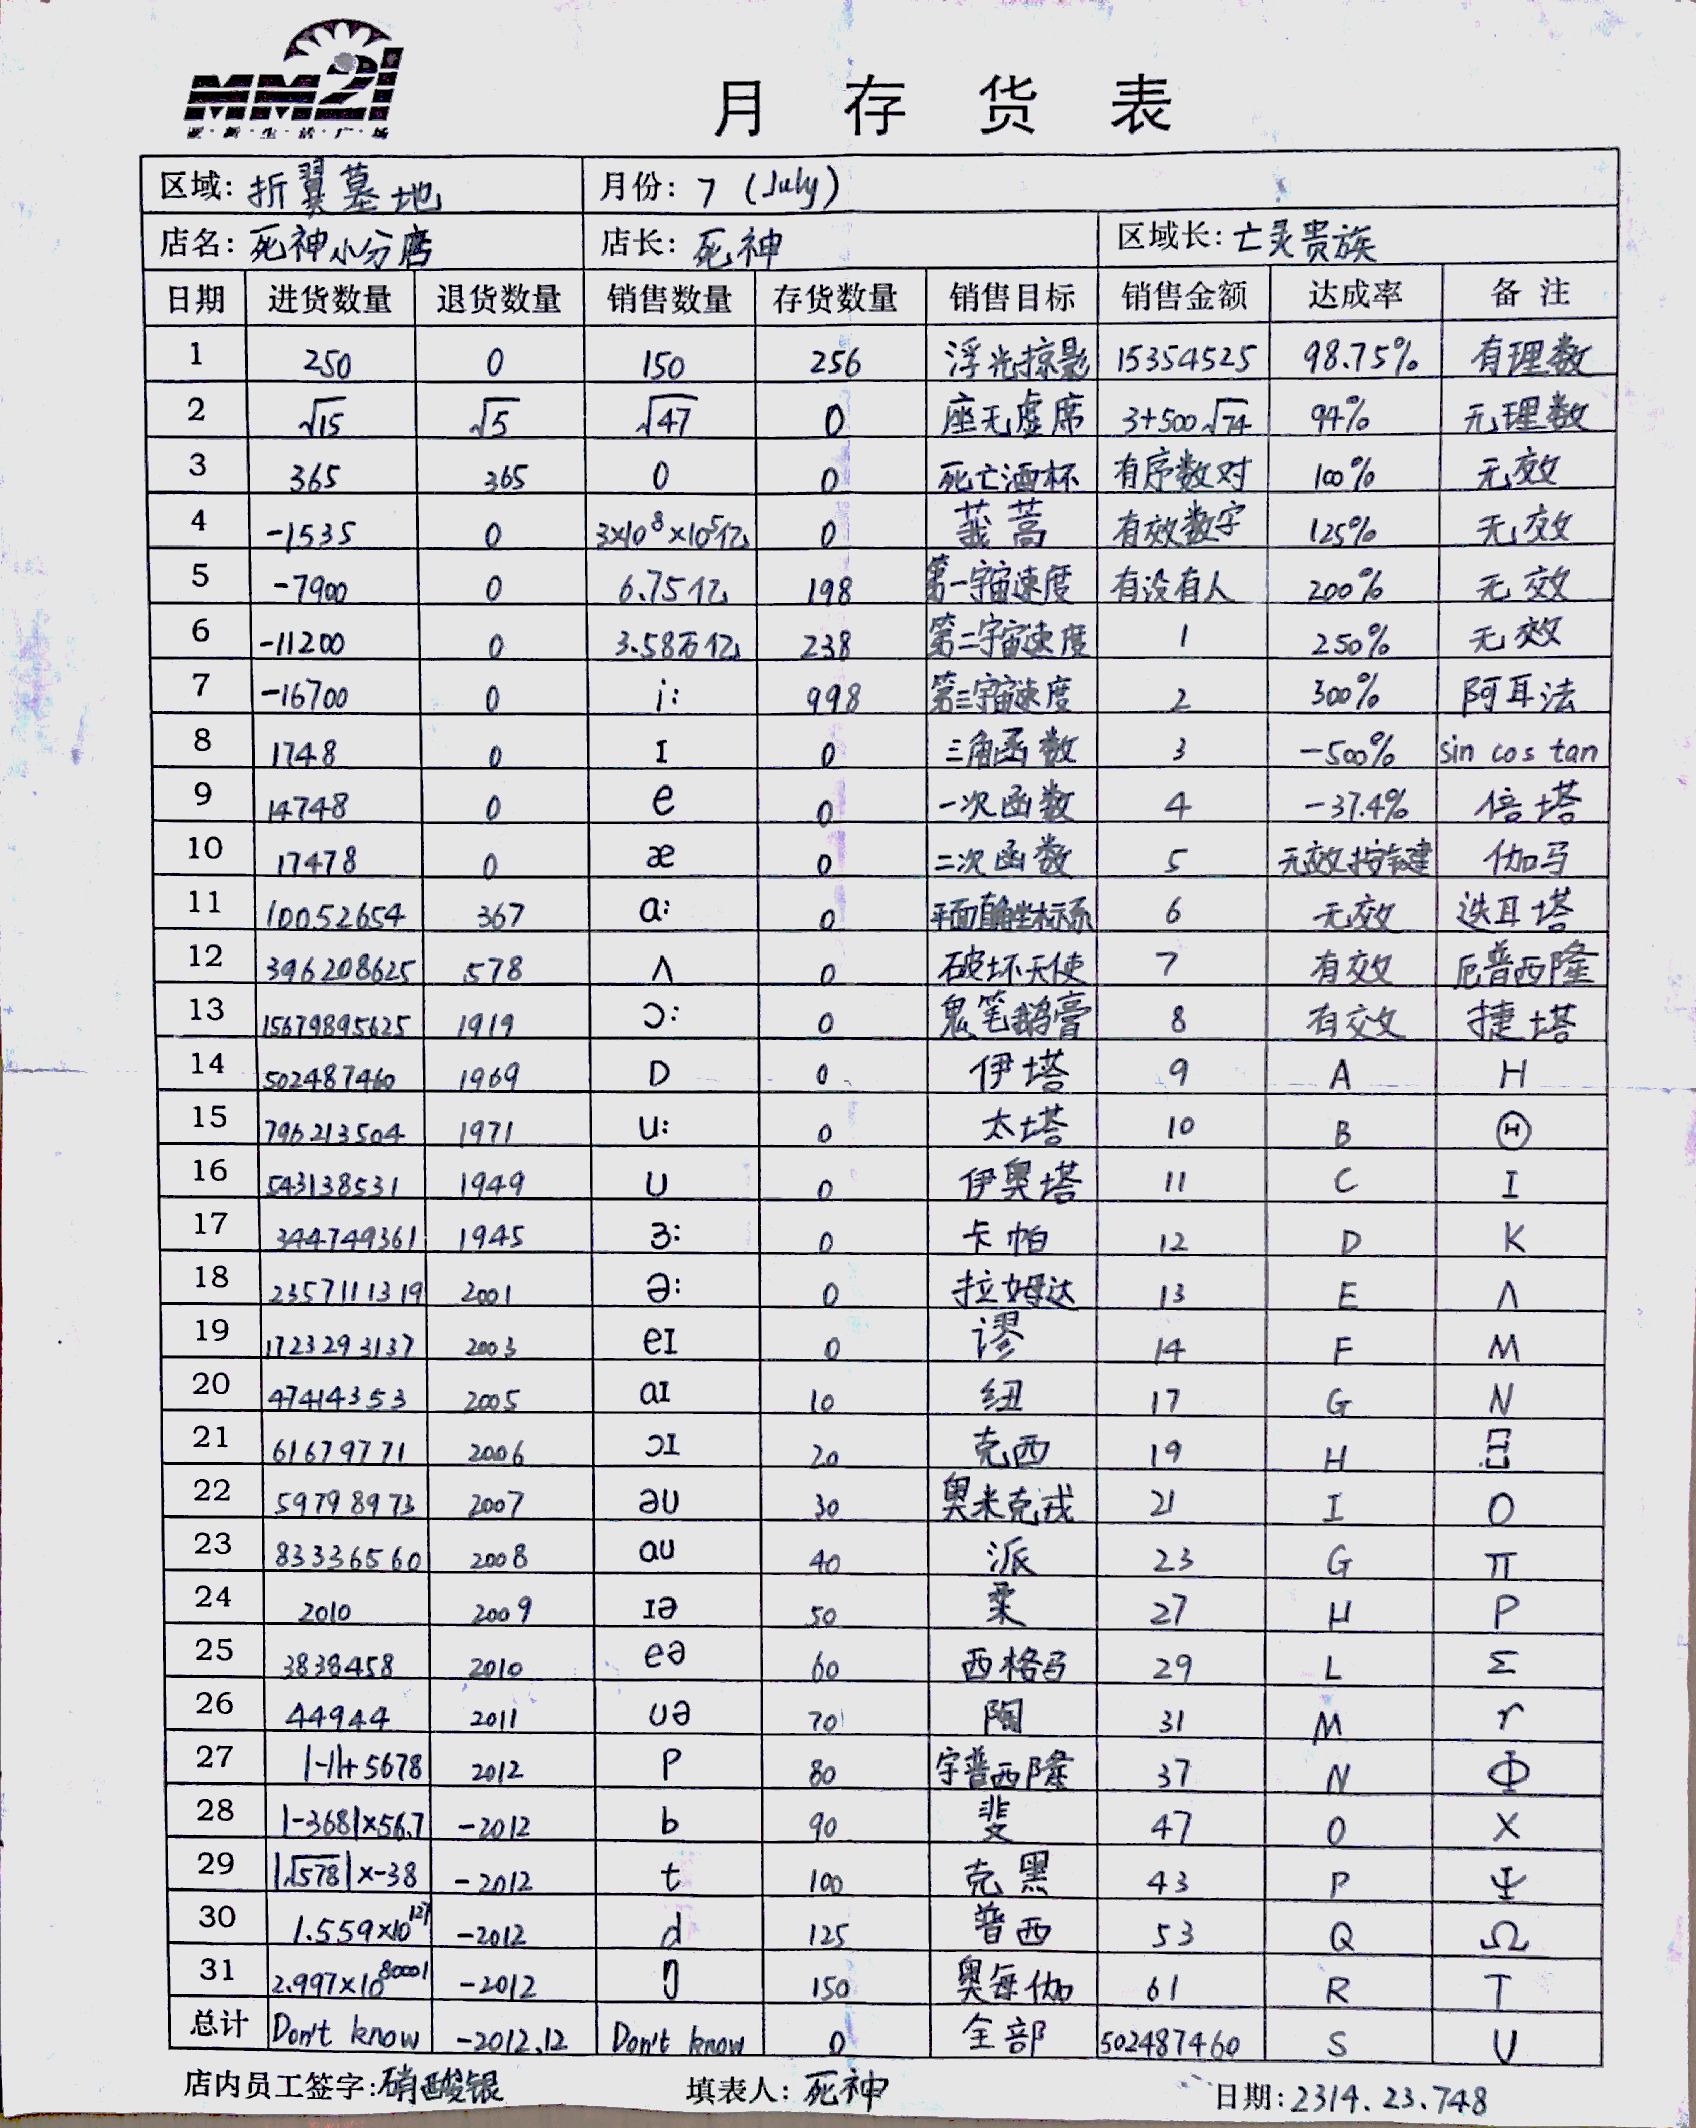 MM21
亚·新·生·活·广·场
月存货表
区域: 折翼墓地 月份: 7 (July)
店名: 死神小分店 店长: 死神 区域长: 亡灵贵族
日期 进货数量 退货数量 销售数量 存货数量 销售目标 销售金额 达成率 备注
1 250 0 150 256 浮光掠影 15354525 98.75% 有理数
2 √15 √5 √47 0 座无虚席 3+500√74 94% 无理数
3 365 365 0 0 死亡酒杯 有序数对 100% 无效
4 -1535 0 3×10⁸×10⁵亿 0 莪蒿 有效数字 125% 无效
5 -7900 0 6.75亿 198 第一宇宙速度 有没有人 200% 无效
6 -11200 0 3.58万亿 238 第二宇宙速度 1 250% 无效
7 -16700 0 i: 998 第三宇宙速度 2 300% 阿耳法
8 1748 0 I 0 三角函数 3 -500% sin cos tan
9 14748 0 e 0 一次函数 4 -37.4% 倍塔
10 17478 0 æ 0 二次函数 5 无效按键 伽马
11 10052654 367 a: 0 平面直角坐标系 6 无效 迭耳塔
12 396208625 578 Λ 0 破坏天使 7 有效 厄普西隆
13 15679895625 1919 ɔ: 0 鬼笔鹅膏 8 有效 捷塔
14 502487460 1969 D 0 伊塔 9 A H
15 796213504 1971 u: 0 太塔 10 B Θ
16 543138531 1949 U 0 伊奥塔 11 C I
17 344749361 1945 3: 0 卡帕 12 D K
18 2357111319 2001 ə: 0 拉姆达 13 E Λ
19 1723293137 2003 eI 0 谬 14 F M
20 47414353 2005 aI 10 纽 17 G N
21 61679771 2006 ɔI 20 克西 19 H Ξ
22 59798973 2007 əU 30 奥米克戎 21 I O
23 83336560 2008 aU 40 派 23 G π
24 2010 2009 Iə 50 柔 27 H P
25 3838458 2010 eə 60 西格马 29 L Σ
26 44944 2011 Uə 70 陶 31 M τ
27 |-1|+5678 2012 P 80 宇普西隆 37 N Φ
28 |-368|×56.7 -2012 b 90 斐 47 O X
29 |√578|×-38 -2012 t 100 克黑 43 P Ψ
30 1.559×10¹²⁷ -2012 d 125 普西 53 Q Ω
31 2.997×10⁸⁰⁰⁰¹ -2012 150 奥每伽 61 R T
总计 Don't know -2012.12 Don't know 0 全部 502487460 S U
店内员工签字: 硝酸银 填表人: 死神 日期: 2314.23.748